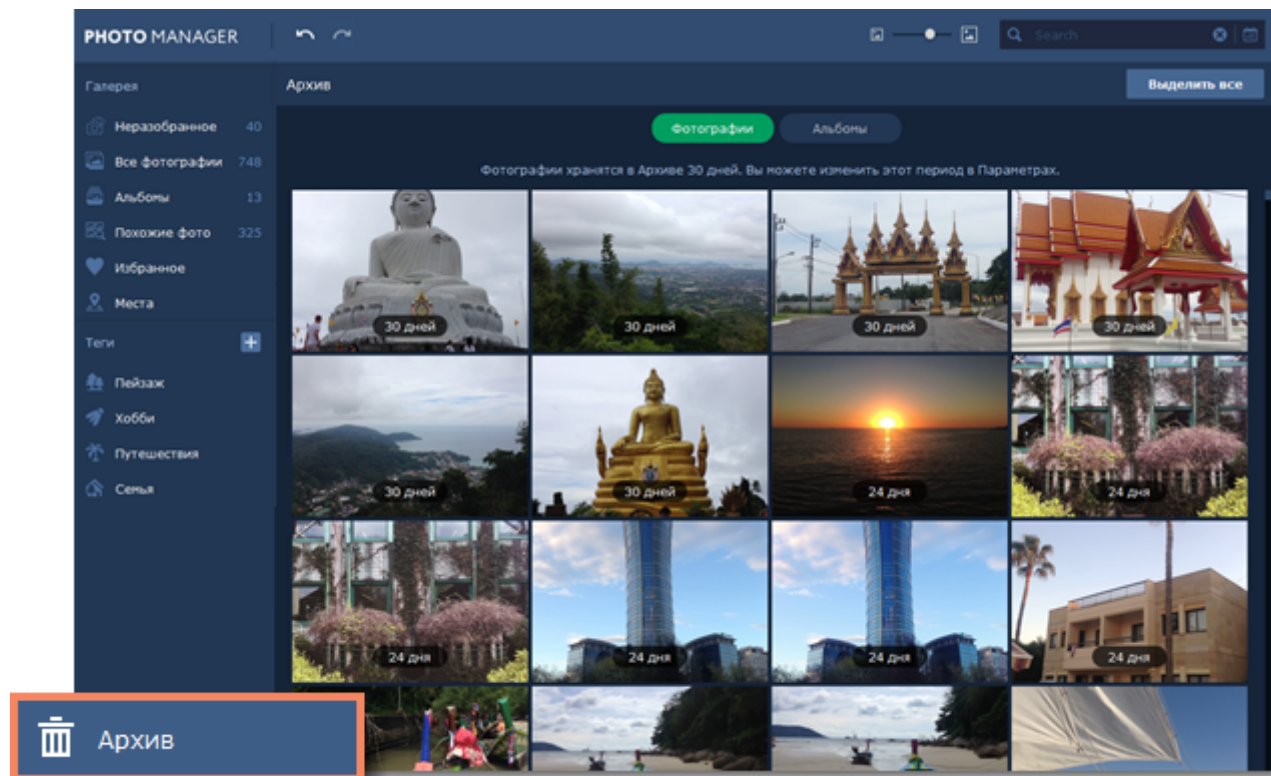 PHOTO MANAGER
Search
Галерея
Архив
Выделить все
Неразобранное 40
Все фотографии 748
Альбомы 13
Похожие фото 325
Избранное
Места
Теги
Пейзаж
Хобби
Путешествия
Семья
Фотографии
Альбомы
Фотографии хранятся в Архиве 30 дней. Вы можете изменить этот период в Параметрах.
30 дней
30 дней
30 дней
30 дней
30 дней
30 дней
24 дня
24 дня
24 дня
24 дня
24 дня
24 дня
Архив